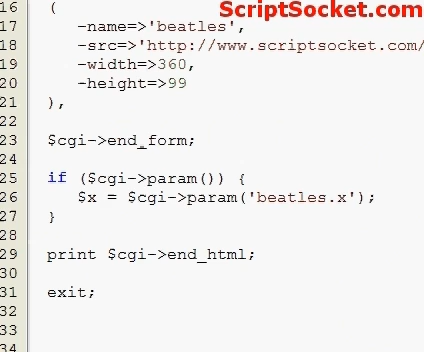 ScriptSocket.com
16 (
17 -name=>'beatles',
18 -src=>'http://www.scriptsocket.com/
19 -width=>360,
20 -height=>99
21 ),
22
23 $cgi->end_form;
24
25 if ($cgi->param()) {
26 $x = $cgi->param('beatles.x');
27 }
28
29 print $cgi->end_html;
30
31 exit;
32
33
34